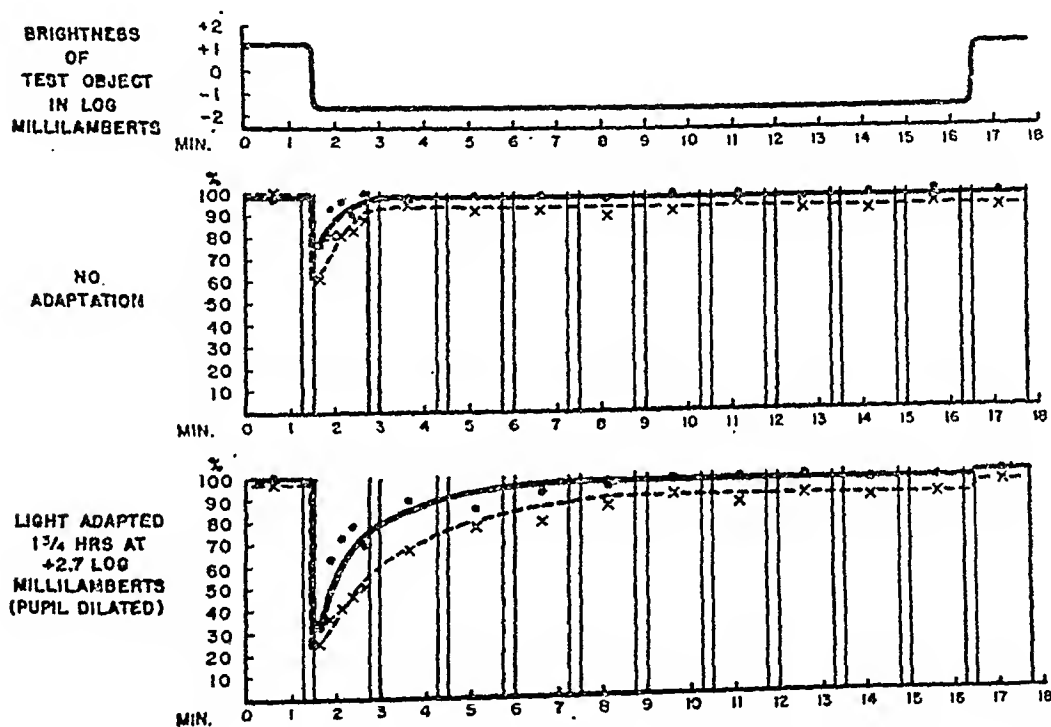 BRIGHTNESS
OF
TEST OBJECT
IN LOG
MILLILAMBERTS
+2
+1
0
-1
-2
MIN. 0 1 2 3 4 5 6 7 8 9 10 11 12 13 14 15 16 17 18
NO
ADAPTATION
%
100
90
80
70
60
50
40
30
20
10
MIN. 0 1 2 3 4 5 6 7 8 9 10 11 12 13 14 15 16 17 18
LIGHT ADAPTED
1 3/4 HRS AT
+2.7 LOG
MILLILAMBERTS
(PUPIL DILATED)
%
100
90
80
70
60
50
40
30
20
10
MIN. 0 1 2 3 4 5 6 7 8 9 10 11 12 13 14 15 16 17 18